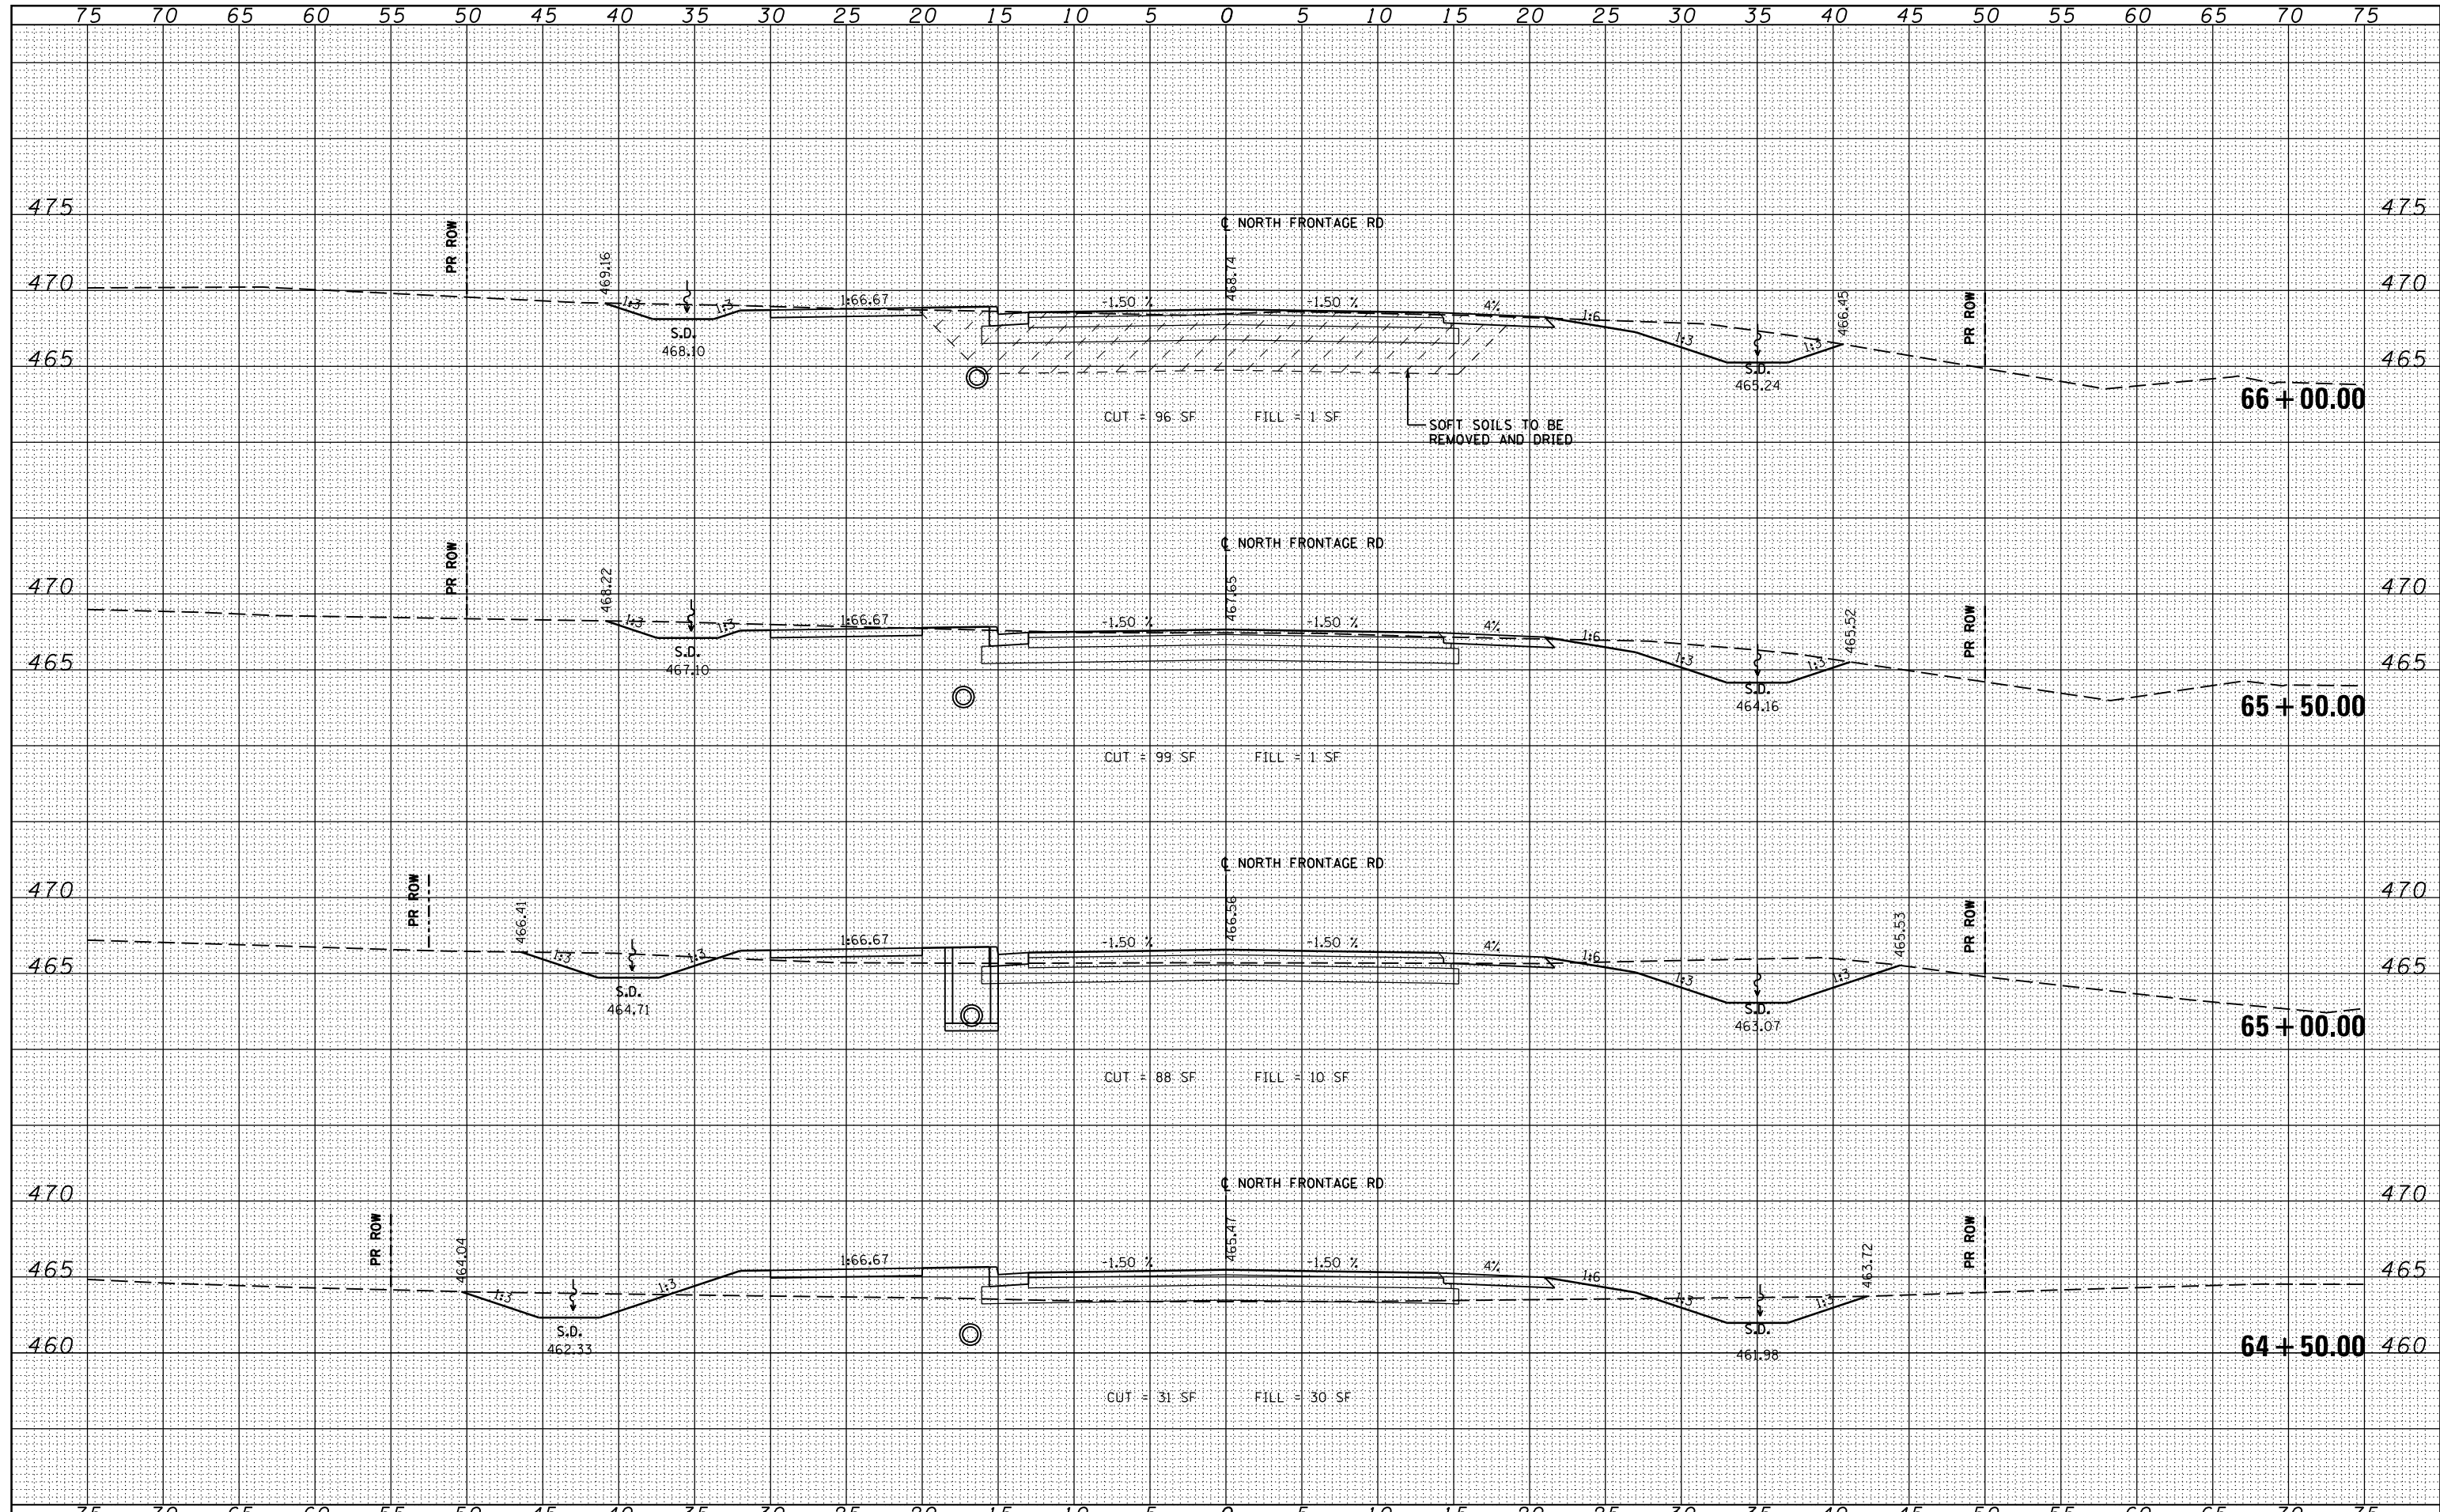 75 70 65 60 55 50 45 40 35 30 25 20 15 10 5 0 5 10 15 20 25 30 35 40 45 50 55 60 65 70 75
475 475
PR ROW
℄ NORTH FRONTAGE RD
469.16
468.74
466.45
PR ROW
470 470
1:3 1:3 1:66.67 -1.50 % -1.50 % 4% 1:6 1:3 1:3
S.D.
468.10
465 465
S.D.
465.24
66+00.00
CUT = 96 SF FILL = 1 SF
SOFT SOILS TO BE
REMOVED AND DRIED
PR ROW
℄ NORTH FRONTAGE RD
468.22
467.65
465.52
PR ROW
470 470
1:3 1:3 1:66.67 -1.50 % -1.50 % 4% 1:6 1:3 1:3
S.D.
467.10
465 465
S.D.
464.16
65+50.00
CUT = 99 SF FILL = 1 SF
℄ NORTH FRONTAGE RD
PR ROW
466.41
466.56
465.53
PR ROW
470 470
1:3 1:3 1:66.67 -1.50 % -1.50 % 4% 1:6 1:3 1:3
465 465
S.D.
464.71
S.D.
463.07
65+00.00
CUT = 88 SF FILL = 10 SF
℄ NORTH FRONTAGE RD
470 470
PR ROW
464.04
465.47
463.72
PR ROW
465 465
1:3 1:3 1:66.67 -1.50 % -1.50 % 4% 1:6 1:3 1:3
S.D.
462.33
S.D.
461.98
460 460
64+50.00
CUT = 31 SF FILL = 30 SF
75 70 65 60 55 50 45 40 35 30 25 20 15 10 5 0 5 10 15 20 25 30 35 40 45 50 55 60 65 70 75